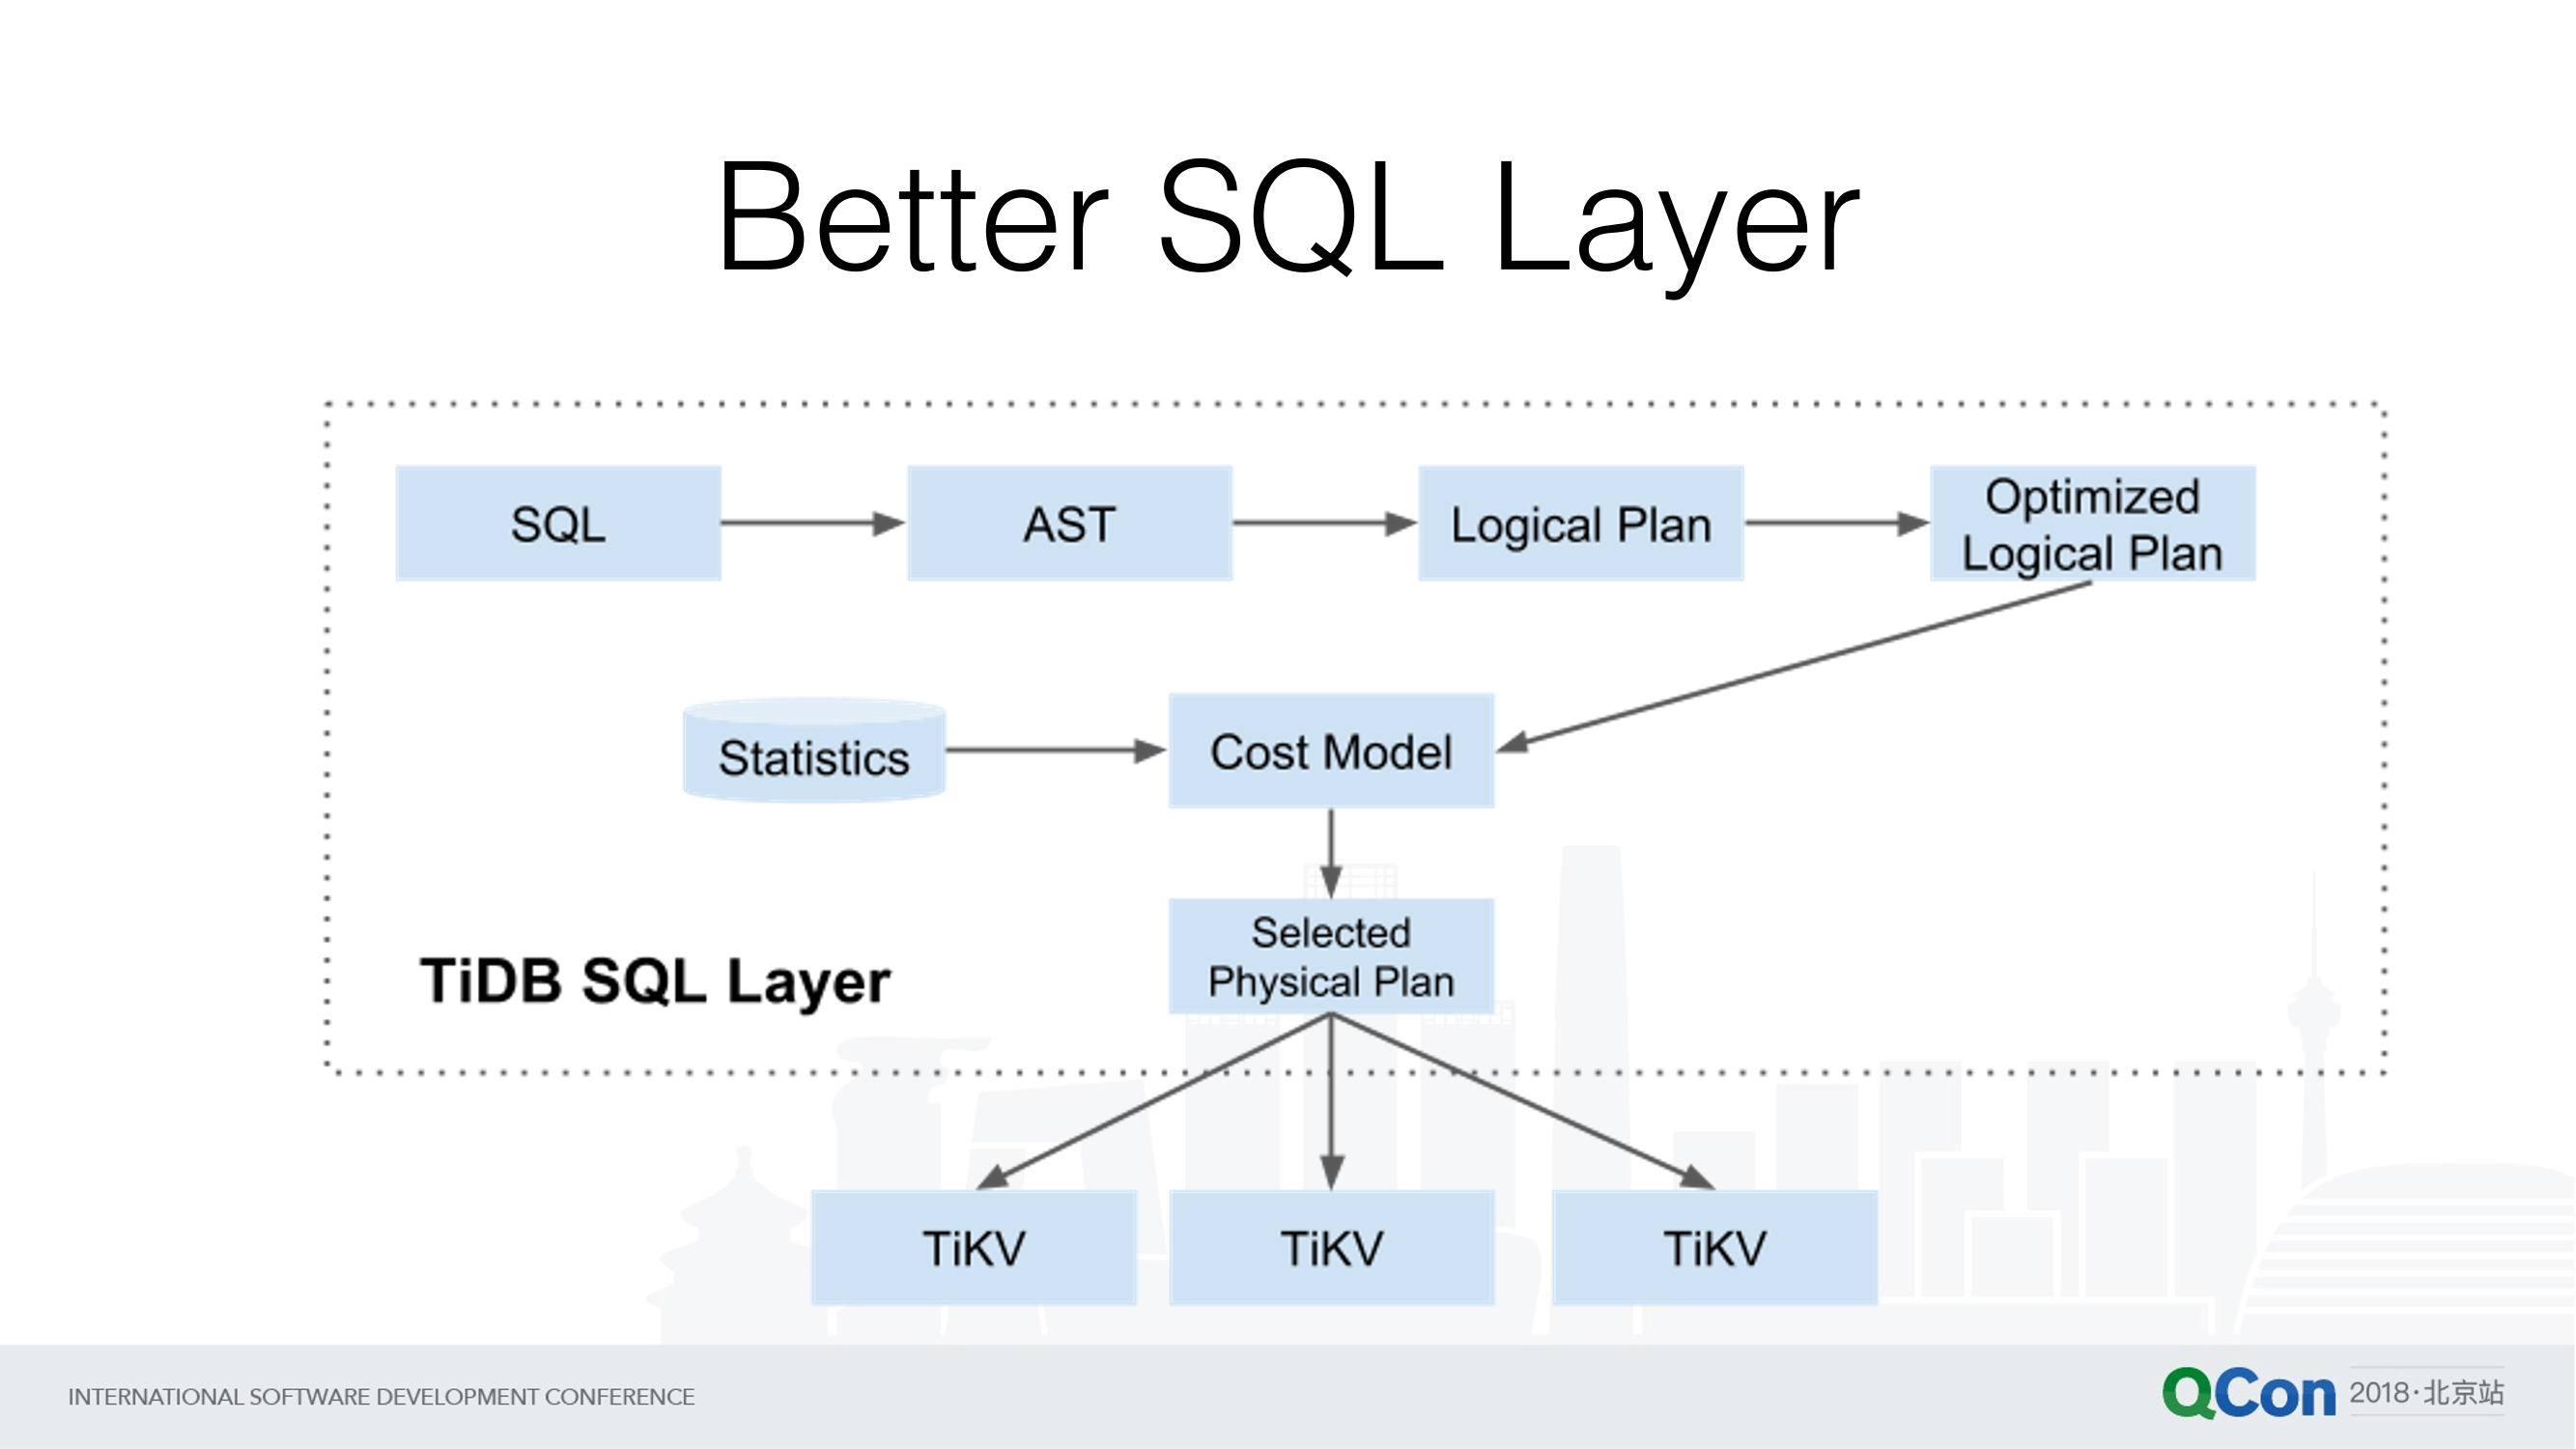 Better SQL Layer
SQL
AST
Logical Plan
Optimized
Logical Plan
Statistics
Cost Model
Selected
Physical Plan
TiDB SQL Layer
TiKV
TiKV
TiKV
INTERNATIONAL SOFTWARE DEVELOPMENT CONFERENCE
QCon 2018·北京站